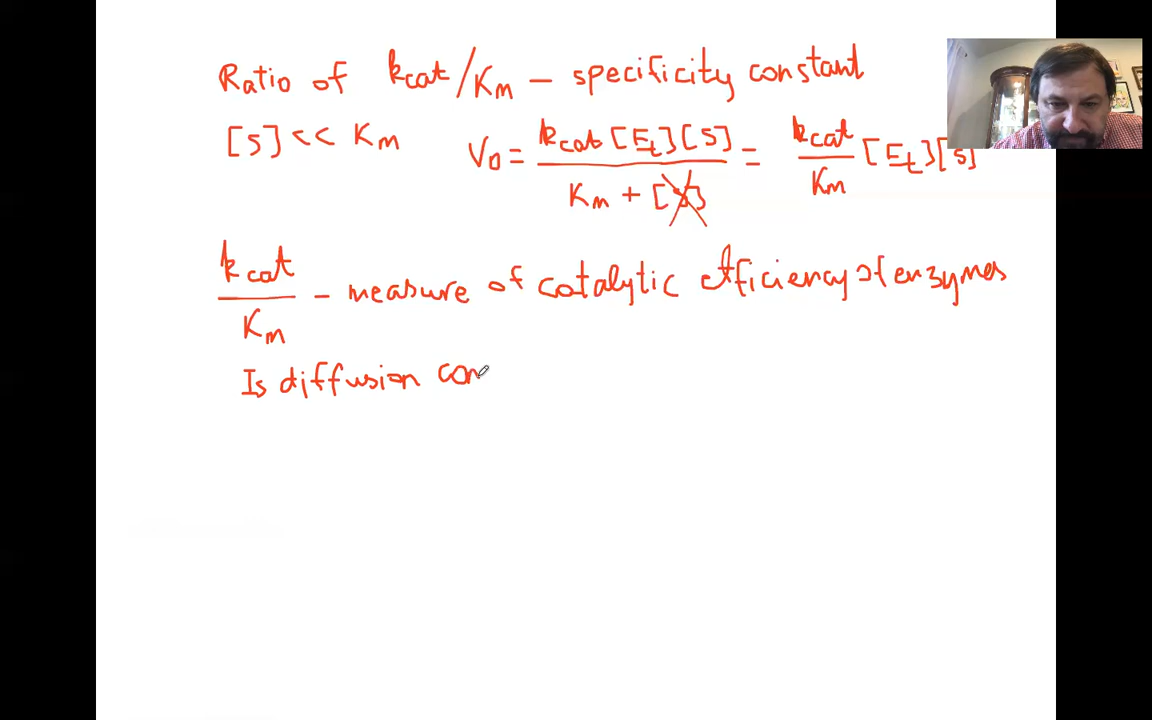 Ratio of kcat/Km – specificity constant
[S] << Km V0 = kcat[Et][S] / Km + [S] = kcat / Km [Et][S]
kcat / Km – measure of catalytic efficiency of enzymes
Is diffusion con